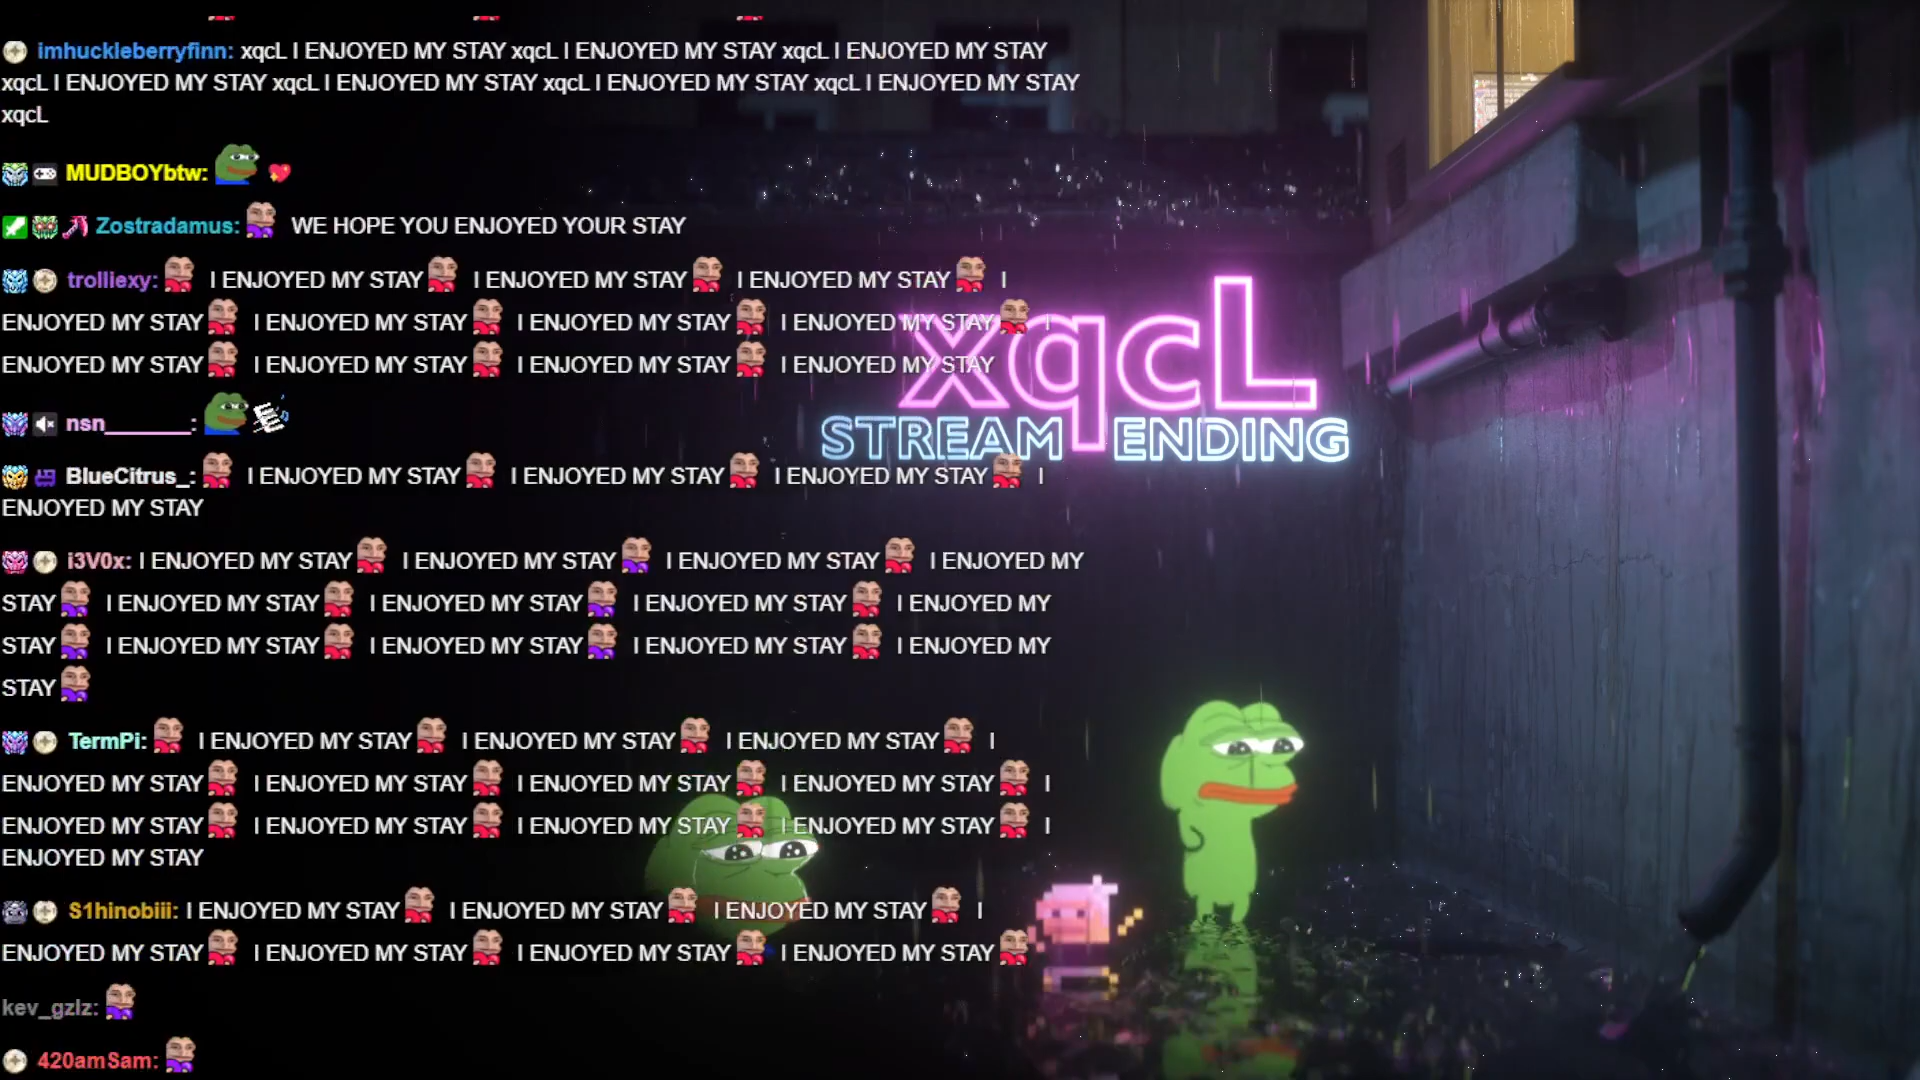 imhuckleberryfinn: xqcL I ENJOYED MY STAY xqcL I ENJOYED MY STAY xqcL I ENJOYED MY STAY
xqcL I ENJOYED MY STAY xqcL I ENJOYED MY STAY xqcL I ENJOYED MY STAY xqcL I ENJOYED MY STAY
xqcL
MUDBOYbtw:
Zostradamus: WE HOPE YOU ENJOYED YOUR STAY
trolliexy: I ENJOYED MY STAY I ENJOYED MY STAY I ENJOYED MY STAY I
ENJOYED MY STAY I ENJOYED MY STAY I ENJOYED MY STAY I ENJOYED MY STAY I
ENJOYED MY STAY I ENJOYED MY STAY I ENJOYED MY STAY I ENJOYED MY STAY
xqcL
STREAM ENDING
nsn_______:
BlueCitrus_: I ENJOYED MY STAY I ENJOYED MY STAY I ENJOYED MY STAY I
ENJOYED MY STAY
i3V0x: I ENJOYED MY STAY I ENJOYED MY STAY I ENJOYED MY STAY I ENJOYED MY
STAY I ENJOYED MY STAY I ENJOYED MY STAY I ENJOYED MY STAY I ENJOYED MY
STAY I ENJOYED MY STAY I ENJOYED MY STAY I ENJOYED MY STAY I ENJOYED MY
STAY
TermPi: I ENJOYED MY STAY I ENJOYED MY STAY I ENJOYED MY STAY I
ENJOYED MY STAY I ENJOYED MY STAY I ENJOYED MY STAY I ENJOYED MY STAY I
ENJOYED MY STAY I ENJOYED MY STAY I ENJOYED MY STAY I ENJOYED MY STAY I
ENJOYED MY STAY
S1hinobiii: I ENJOYED MY STAY I ENJOYED MY STAY I ENJOYED MY STAY I
ENJOYED MY STAY I ENJOYED MY STAY I ENJOYED MY STAY I ENJOYED MY STAY
kev_gzlz:
420amSam: